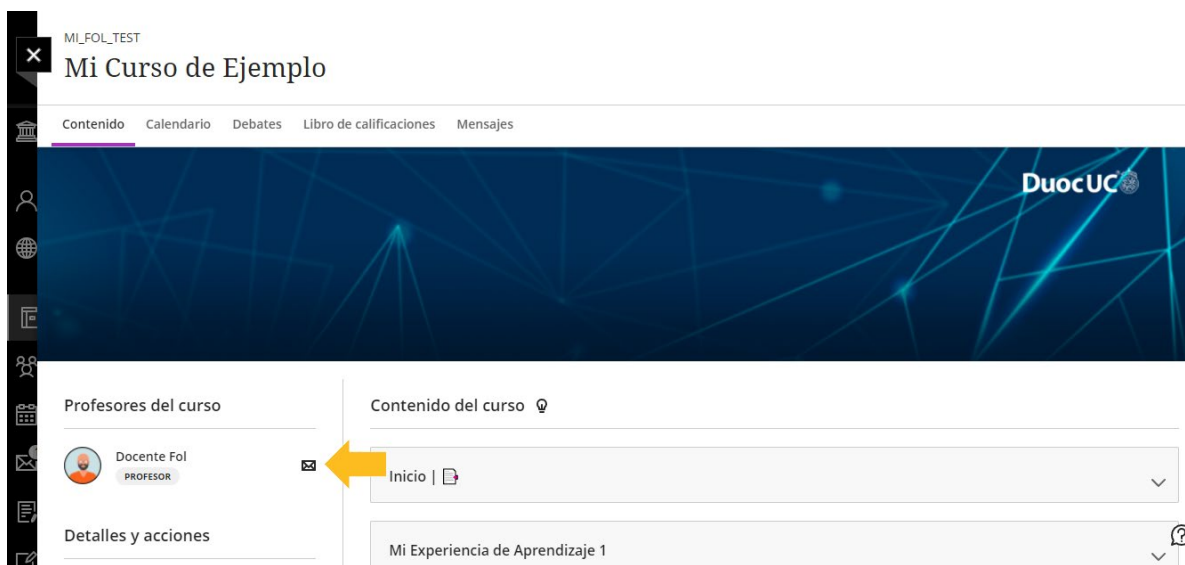 MI_FOL_TEST
Mi Curso de Ejemplo
Contenido Calendario Debates Libro de calificaciones Mensajes
DuocUC
Profesores del curso
Docente Fol
PROFESOR
Detalles y acciones
Contenido del curso
Inicio |
Mi Experiencia de Aprendizaje 1